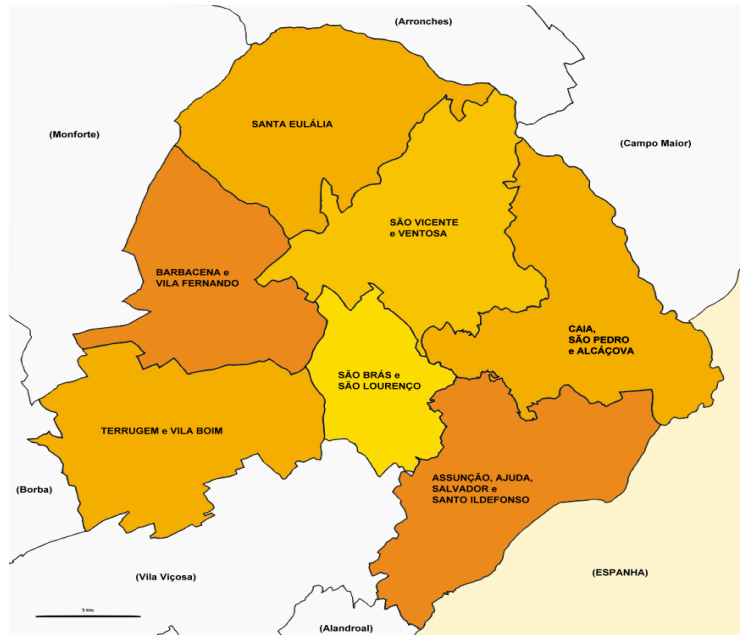 (Arronches)
SANTA EULÁLIA
(Monforte)
(Campo Maior)
SÃO VICENTE
e VENTOSA
BARBACENA e
VILA FERNANDO
CAIA,
SÃO PEDRO
e ALCÁÇOVA
SÃO BRÁS e
SÃO LOURENÇO
TERRUGEM e VILA BOIM
ASSUNÇÃO, AJUDA,
SALVADOR e
SANTO ILDEFONSO
(Borba)
(Vila Viçosa)
(ESPANHA)
5 km
(Alandroal)